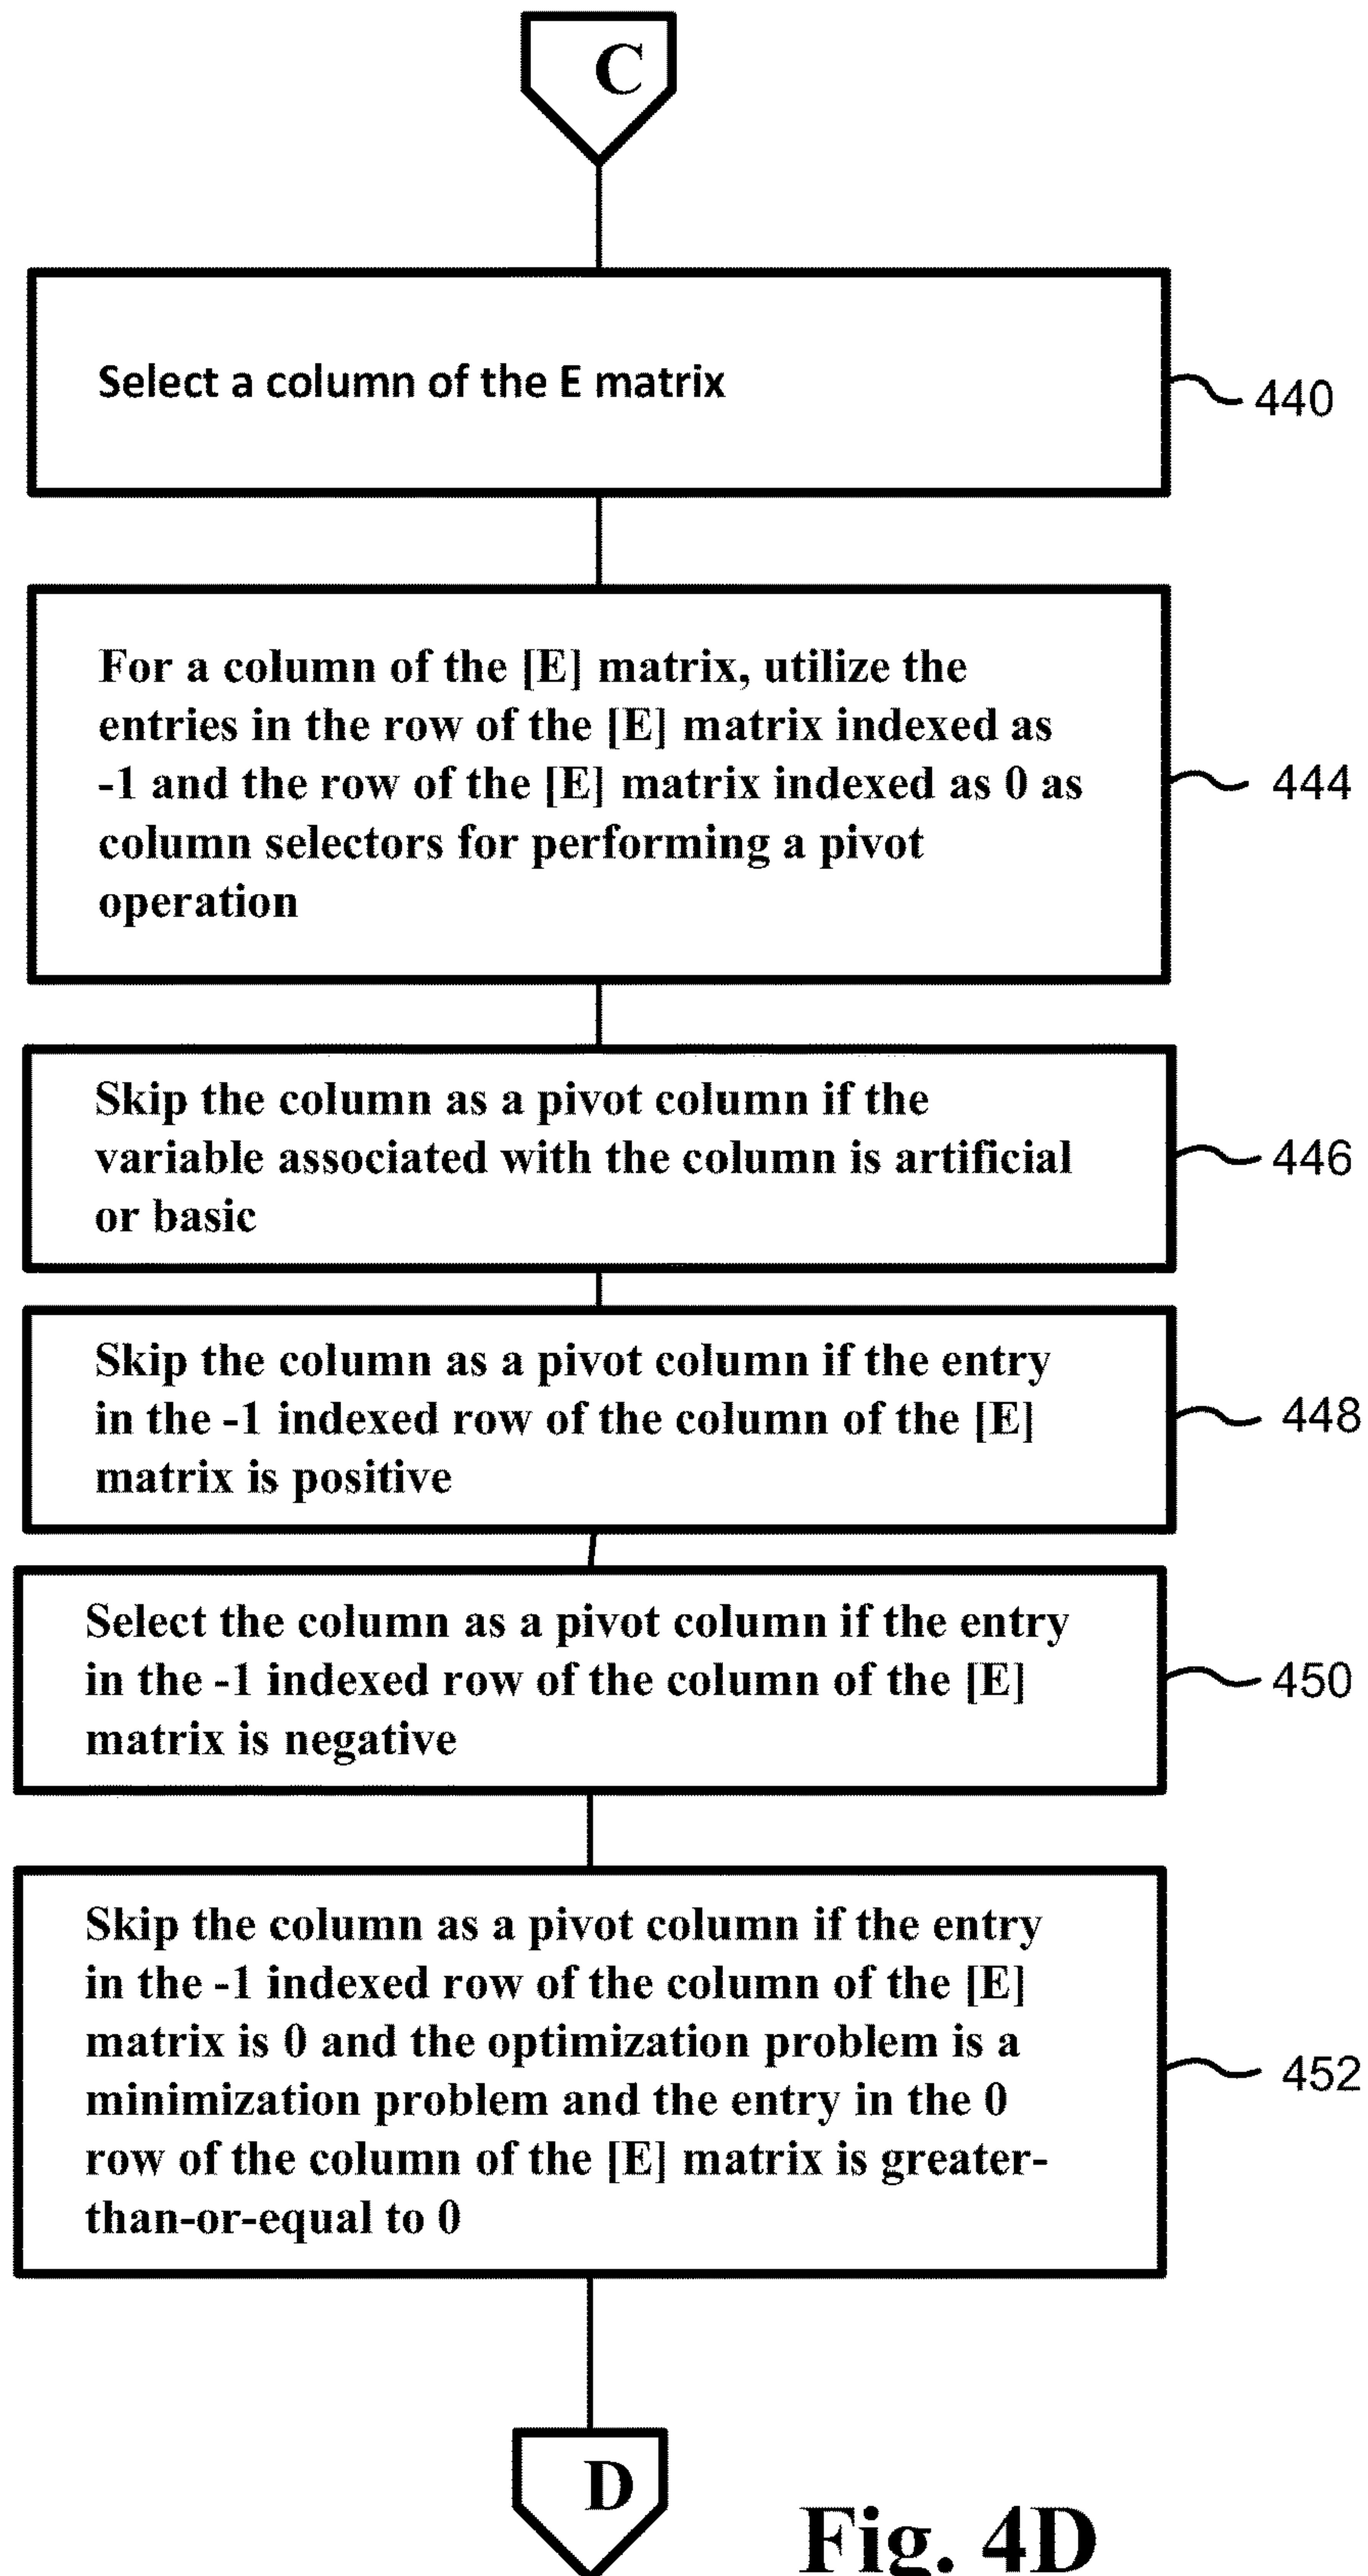 C
Select a column of the E matrix
440
For a column of the [E] matrix, utilize the
entries in the row of the [E] matrix indexed as
-1 and the row of the [E] matrix indexed as 0 as
column selectors for performing a pivot
operation
444
Skip the column as a pivot column if the
variable associated with the column is artificial
or basic
446
Skip the column as a pivot column if the entry
in the -1 indexed row of the column of the [E]
matrix is positive
448
Select the column as a pivot column if the entry
in the -1 indexed row of the column of the [E]
matrix is negative
450
Skip the column as a pivot column if the entry
in the -1 indexed row of the column of the [E]
matrix is 0 and the optimization problem is a
minimization problem and the entry in the 0
row of the column of the [E] matrix is greater-
than-or-equal to 0
452
D
Fig. 4D